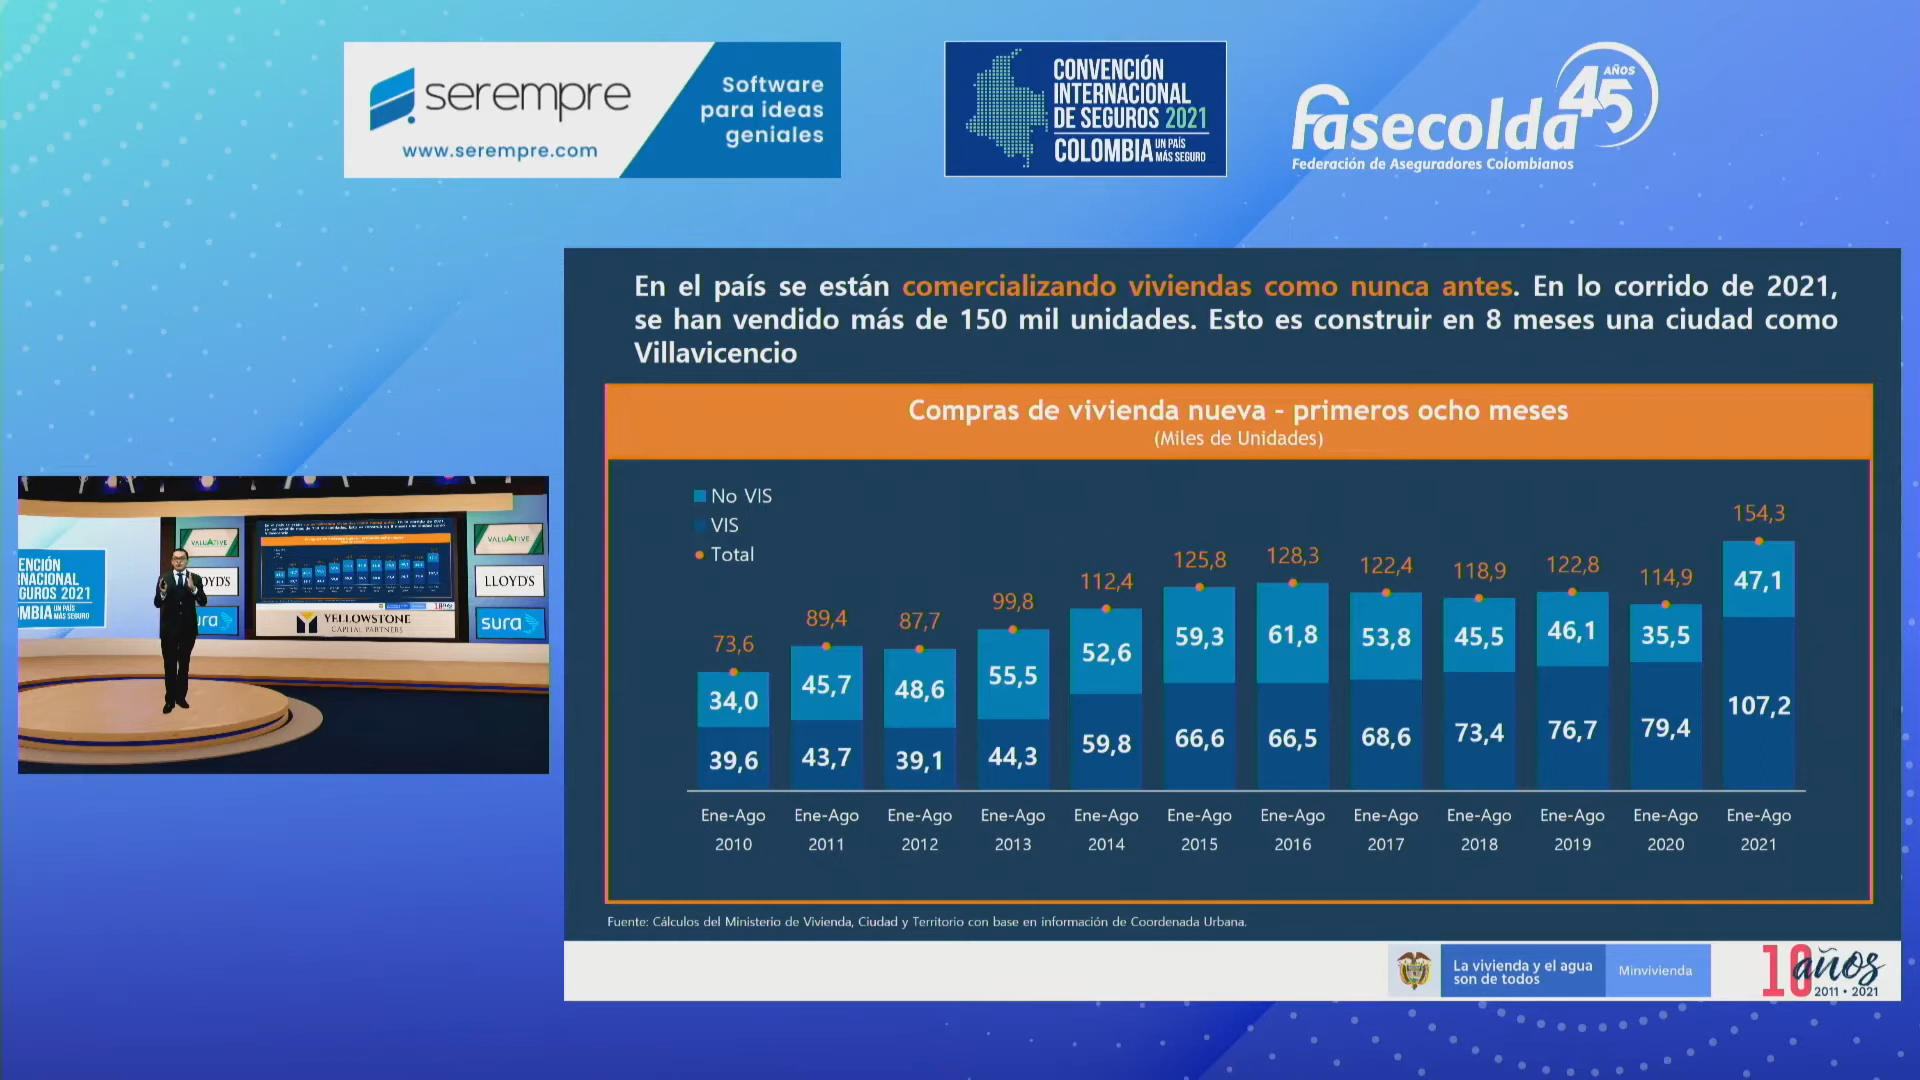 serempre
www.serempre.com
Software
para ideas
geniales
CONVENCIÓN
INTERNACIONAL
DE SEGUROS 2021
COLOMBIA UN PAÍS MÁS SEGURO
fasecolda 45 AÑOS
Federación de Aseguradores Colombianos
En el país se están comercializando viviendas como nunca antes. En lo corrido de 2021,
se han vendido más de 150 mil unidades. Esto es construir en 8 meses una ciudad como
Villavicencio
Compras de vivienda nueva - primeros ocho meses
(Miles de Unidades)
No VIS
VIS
Total
73,6 89,4 87,7 99,8 112,4 125,8 128,3 122,4 118,9 122,8 114,9 154,3
34,0 45,7 48,6 55,5 52,6 59,3 61,8 53,8 45,5 46,1 35,5 47,1
39,6 43,7 39,1 44,3 59,8 66,6 66,5 68,6 73,4 76,7 79,4 107,2
Ene-Ago Ene-Ago Ene-Ago Ene-Ago Ene-Ago Ene-Ago Ene-Ago Ene-Ago Ene-Ago Ene-Ago Ene-Ago Ene-Ago
2010 2011 2012 2013 2014 2015 2016 2017 2018 2019 2020 2021
Fuente: Cálculos del Ministerio de Vivienda, Ciudad y Territorio con base en información de Coordenada Urbana.
La vivienda y el agua
son de todos
Minvivienda
10 años
2011 • 2021
ENCIÓN
RNACIONAL
GUROS 2021
MBIA UN PAÍS MÁS SEGURO
VALUATIVE
OYD'S
ura
YELLOWSTONE
CAPITAL PARTNERS
VALUATIVE
LLOYD'S
sura